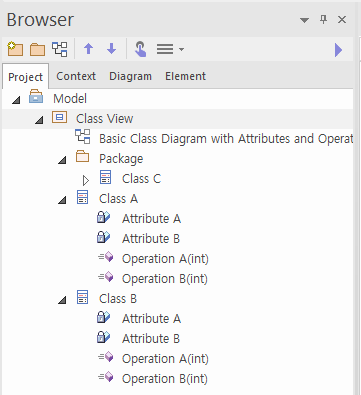 Browser
Project Context Diagram Element
Model
Class View
Basic Class Diagram with Attributes and Operat
Package
Class C
Class A
Attribute A
Attribute B
Operation A(int)
Operation B(int)
Class B
Attribute A
Attribute B
Operation A(int)
Operation B(int)